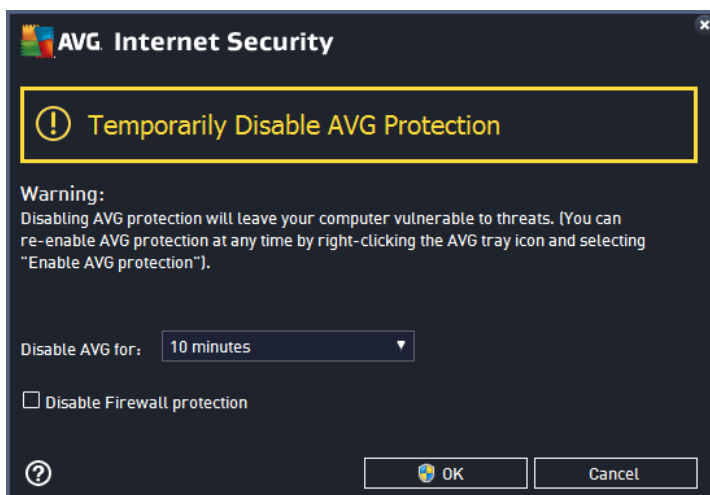 AVG. Internet Security
Temporarily Disable AVG Protection
Warning:
Disabling AVG protection will leave your computer vulnerable to threats. (You can
re-enable AVG protection at any time by right-clicking the AVG tray icon and selecting
"Enable AVG protection").
Disable AVG for: 10 minutes
Disable Firewall protection
OK Cancel